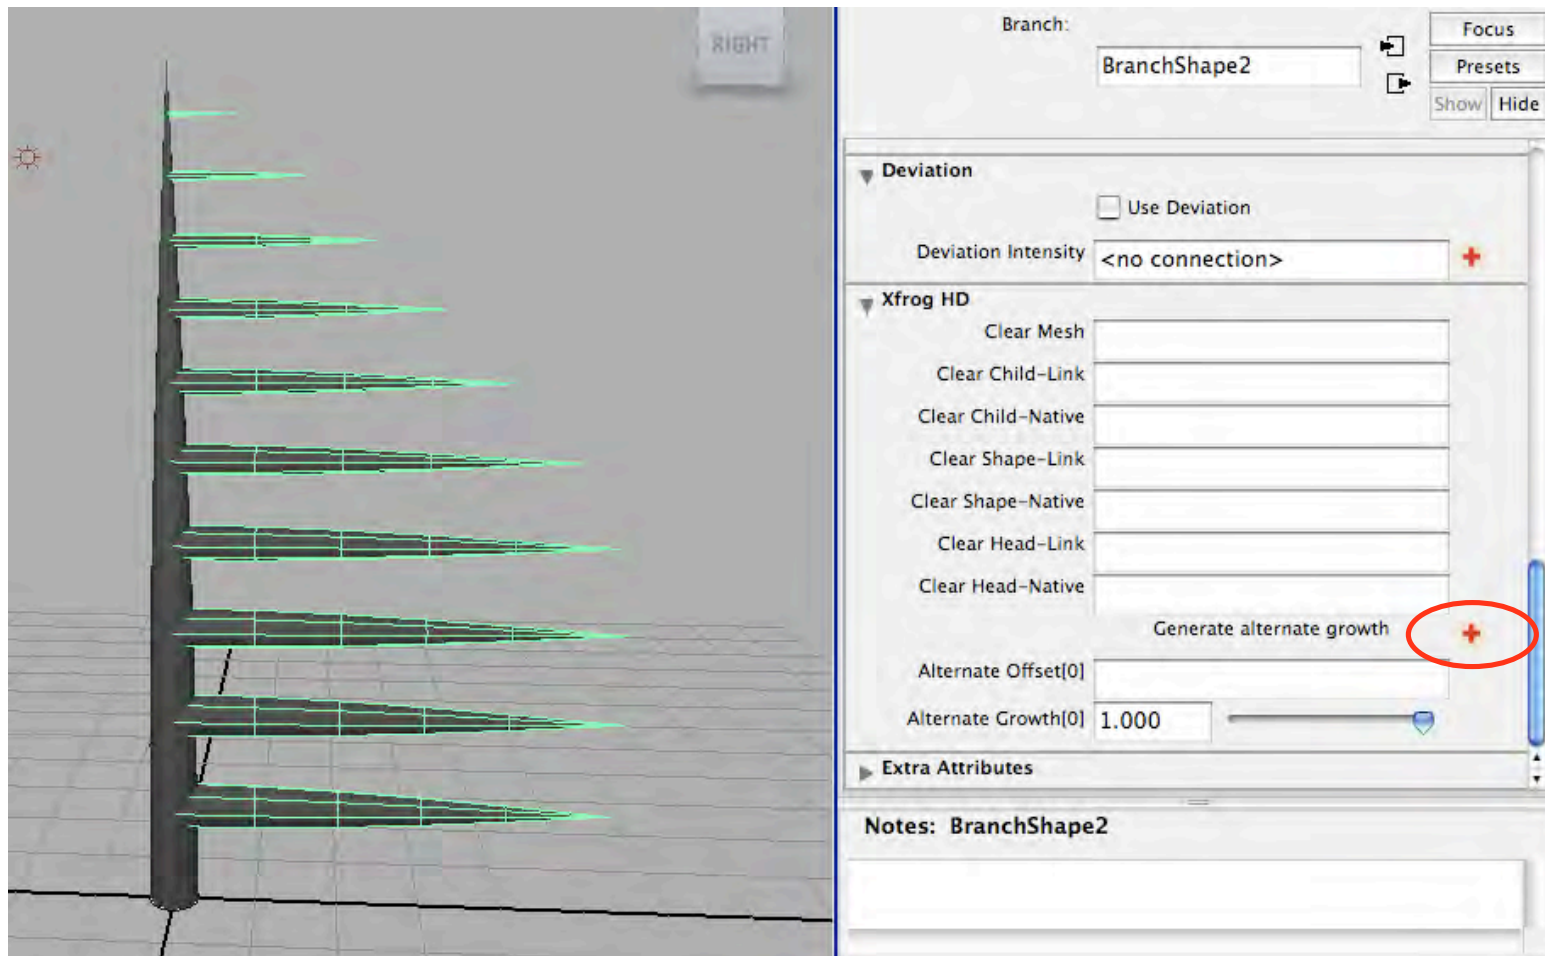 RIGHT
Branch:
BranchShape2
Focus
Presets
Show Hide
Deviation
Use Deviation
Deviation Intensity <no connection>
Xfrog HD
Clear Mesh
Clear Child-Link
Clear Child-Native
Clear Shape-Link
Clear Shape-Native
Clear Head-Link
Clear Head-Native
Generate alternate growth
Alternate Offset[0]
Alternate Growth[0] 1.000
Extra Attributes
Notes: BranchShape2